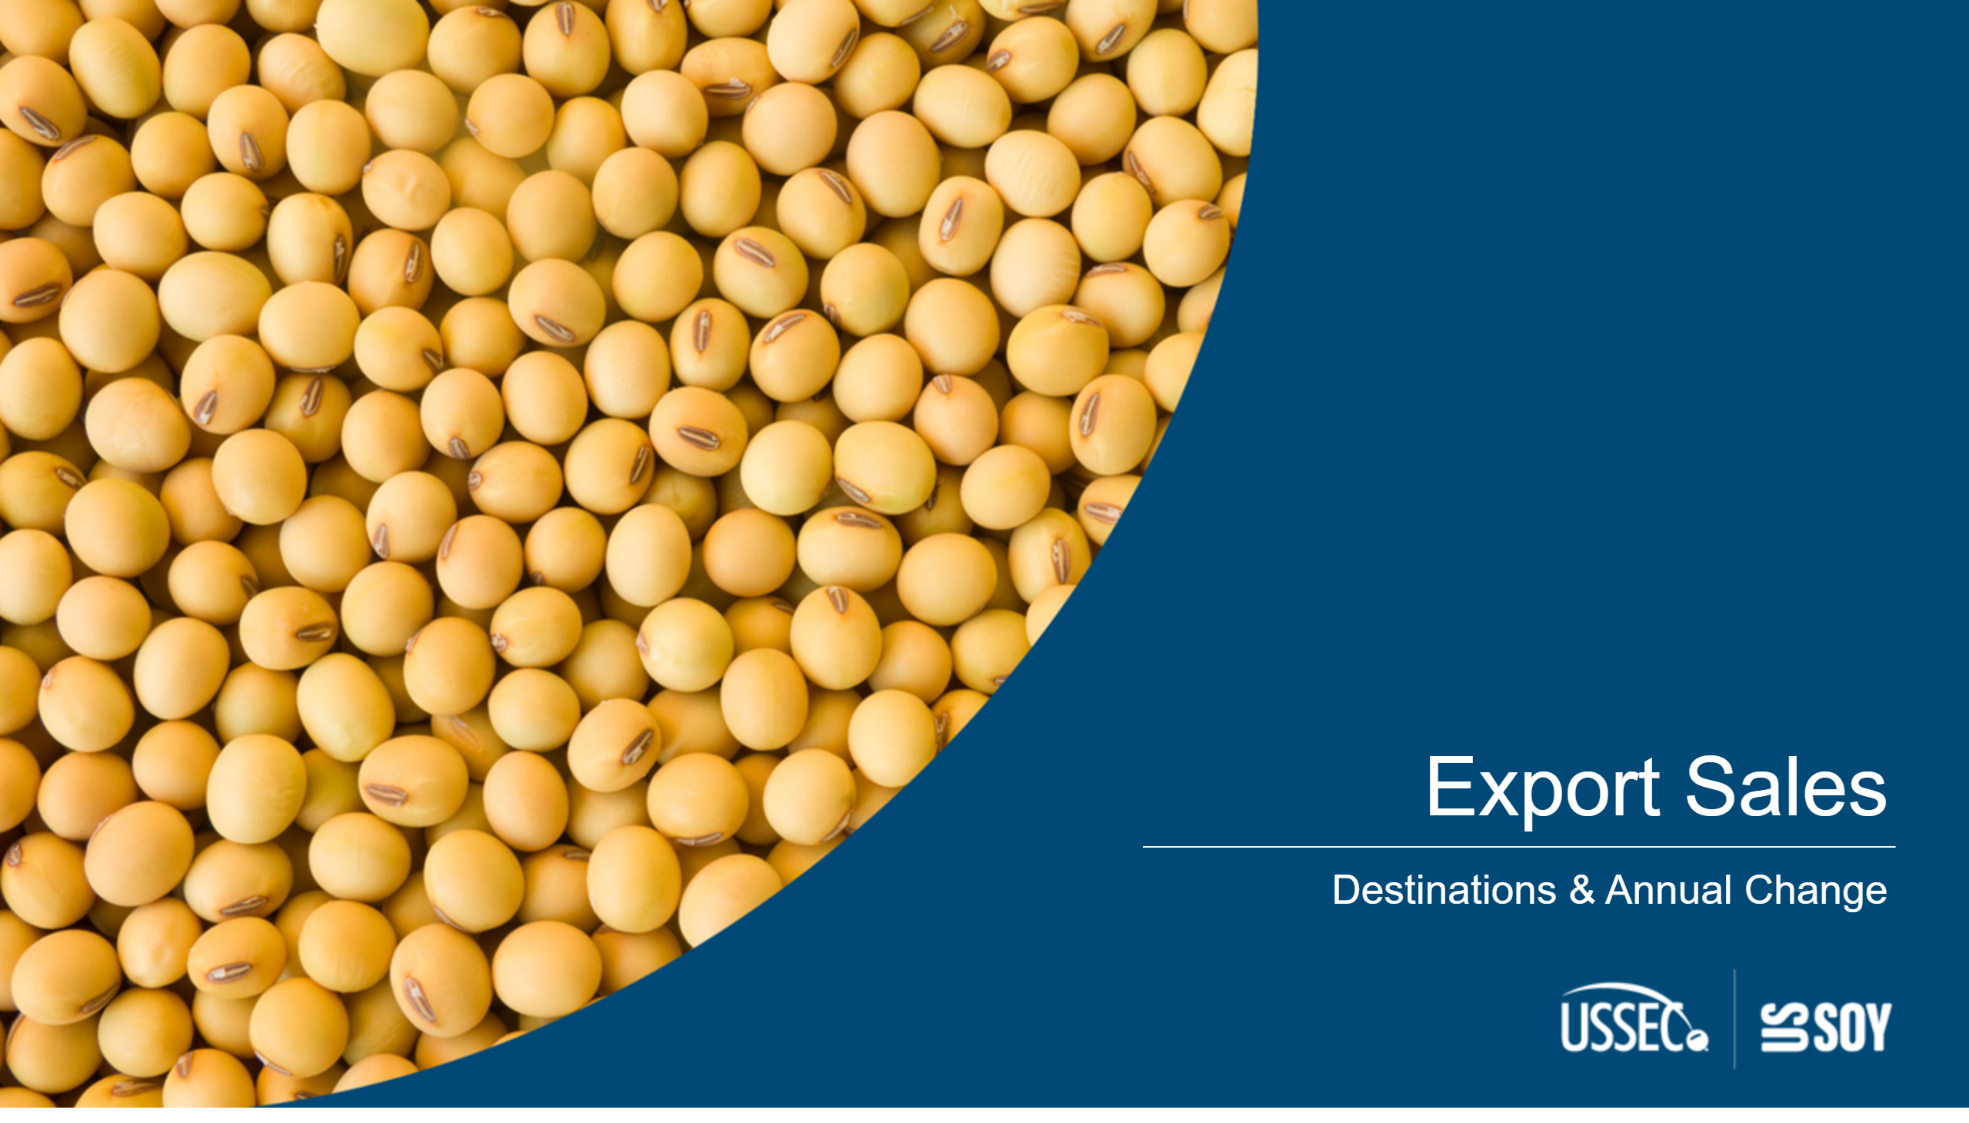 Export Sales
Destinations & Annual Change
USSEC
US SOY